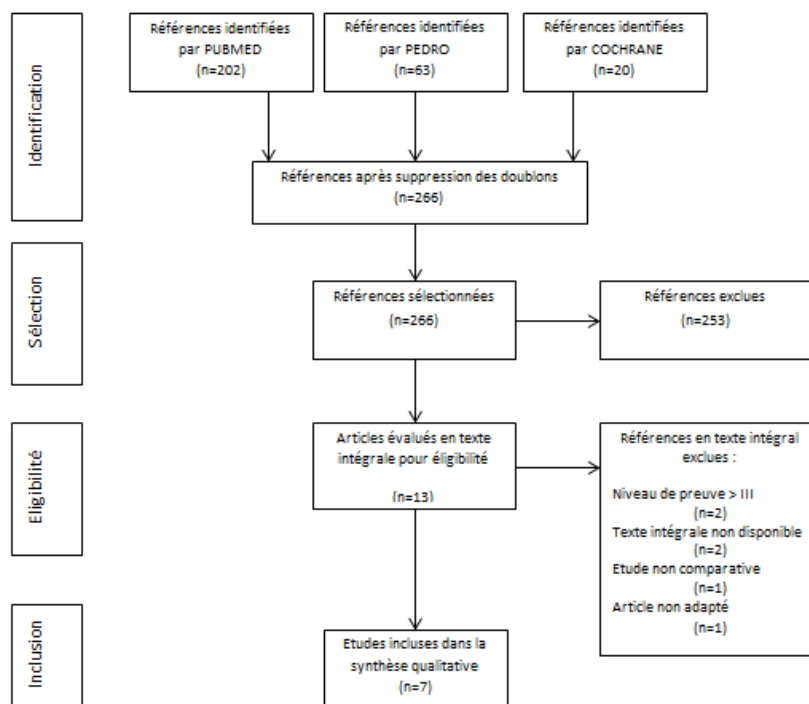 Identification
Références identifiées
par PUBMED
(n=202)
Références identifiées
par PEDRO
(n=63)
Références identifiées
par COCHRANE
(n=20)
Références après suppression des doublons
(n=266)
Sélection
Références sélectionnées
(n=266)
Références exclues
(n=253)
Eligibilité
Articles évalués en texte
intégrale pour éligibilité
(n=13)
Références en texte intégral
exclues :
Niveau de preuve > III
(n=2)
Texte intégrale non disponible
(n=2)
Etude non comparative
(n=1)
Article non adapté
(n=1)
Inclusion
Etudes incluses dans la
synthèse qualitative
(n=7)